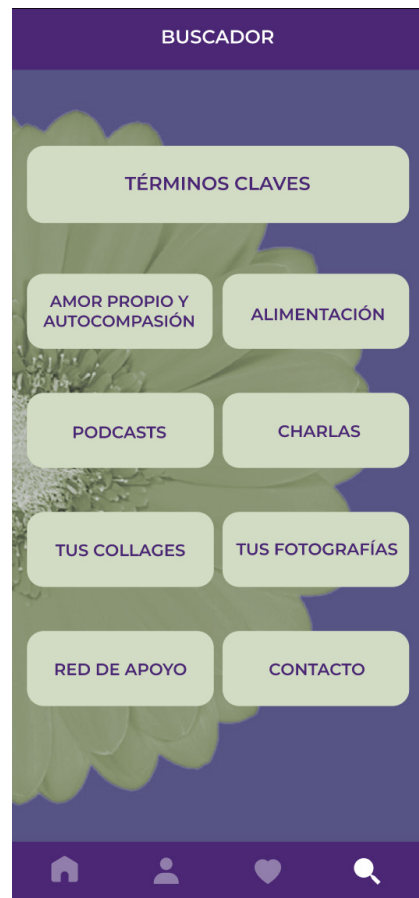 BUSCADOR
TÉRMINOS CLAVES
AMOR PROPIO Y
AUTOCOMPASIÓN
ALIMENTACIÓN
PODCASTS
CHARLAS
TUS COLLAGES
TUS FOTOGRAFÍAS
RED DE APOYO
CONTACTO